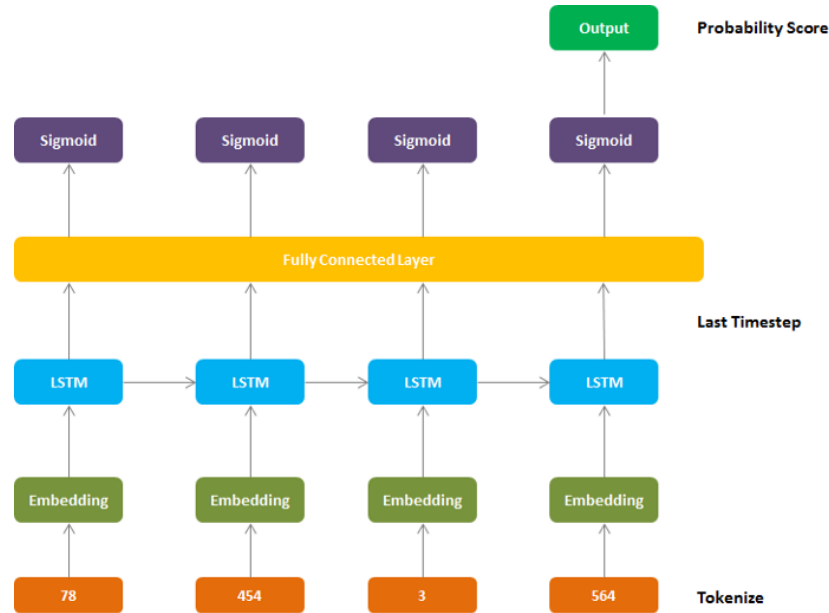 Output
Probability Score
Sigmoid
Sigmoid
Sigmoid
Sigmoid
Fully Connected Layer
Last Timestep
LSTM
LSTM
LSTM
LSTM
Embedding
Embedding
Embedding
Embedding
78
454
3
564
Tokenize